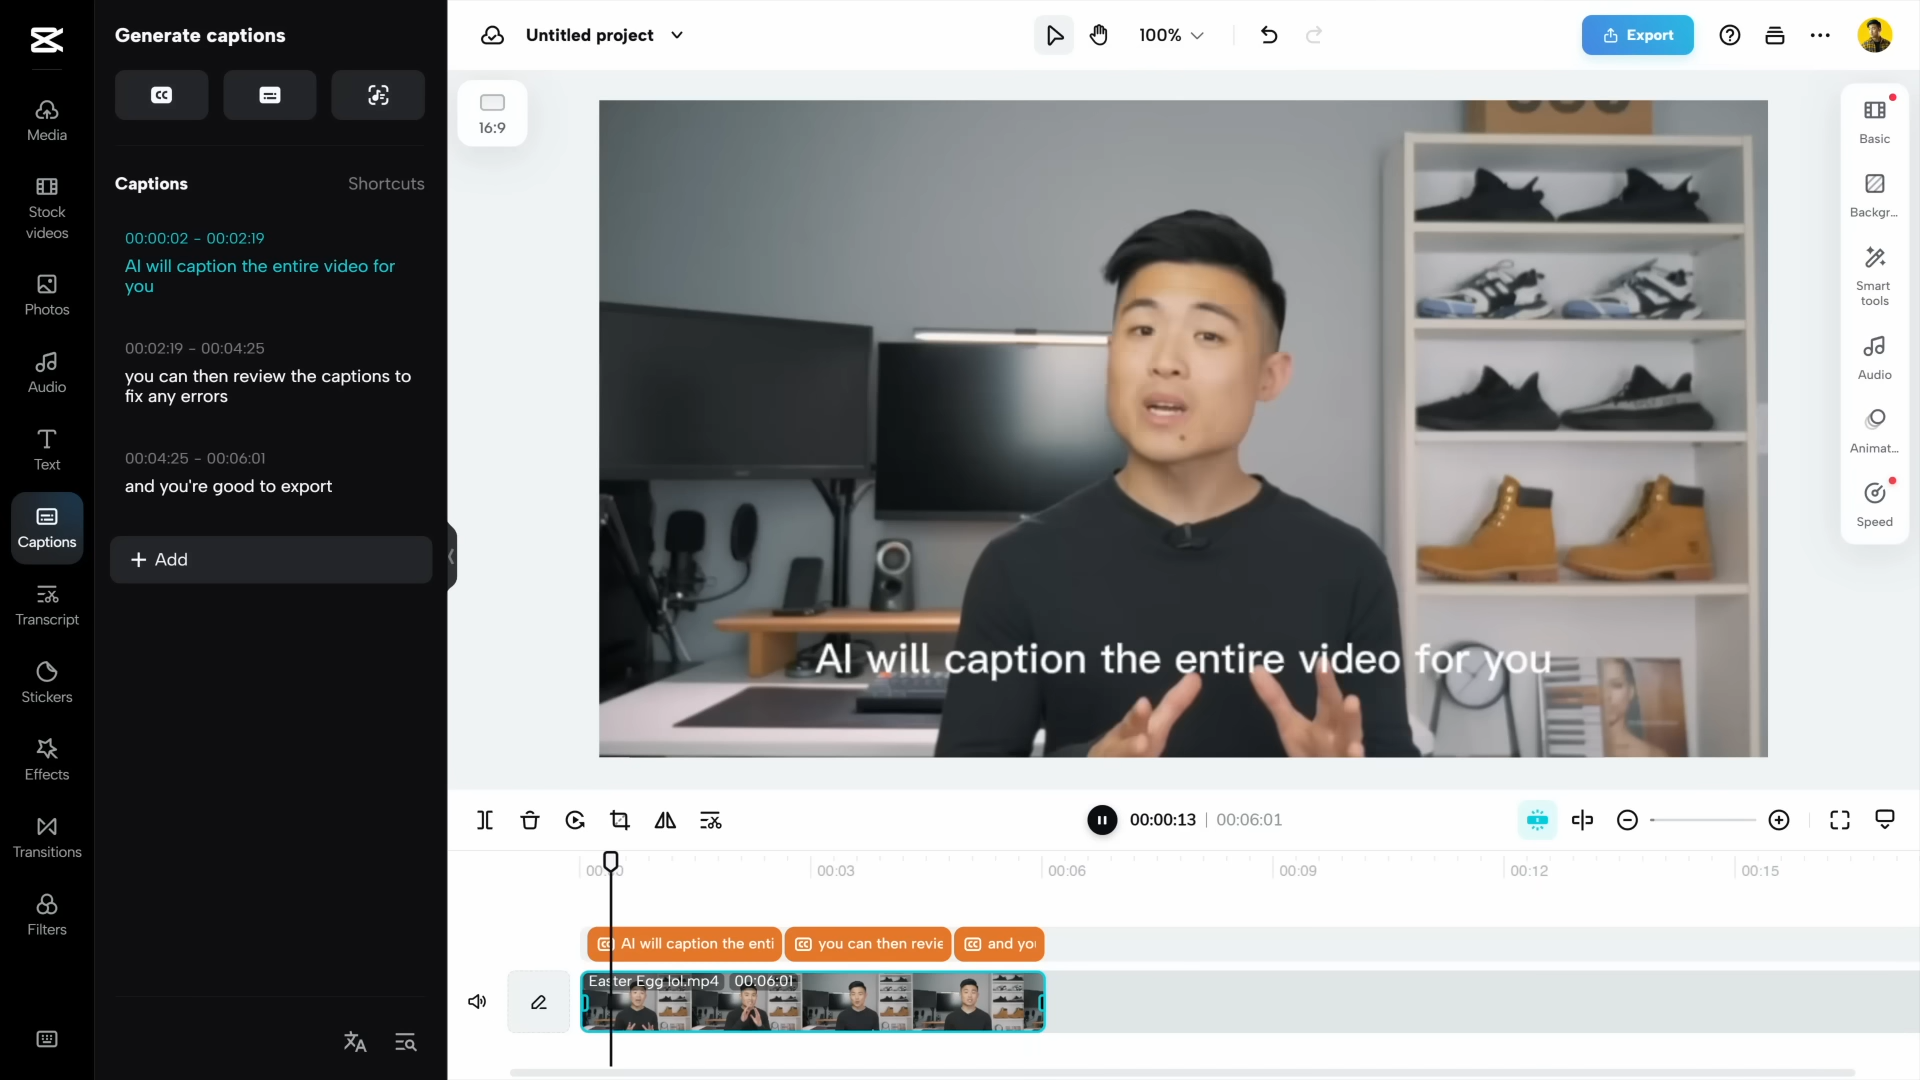 Generate captions
Untitled project
100%
Export
Media
Stock
videos
Photos
Audio
Text
Captions
Transcript
Stickers
Effects
Transitions
Filters
CC
Captions
Shortcuts
00:00:02 – 00:02:19
AI will caption the entire video for
you
00:02:19 – 00:04:25
you can then review the captions to
fix any errors
00:04:25 – 00:06:01
and you're good to export
+ Add
16:9
AI will caption the entire video for you
Basic
Backgr...
Smart
tools
Audio
Animat...
Speed
00:00:13 | 00:06:01
00:03
00:06
00:09
00:12
00:15
AI will caption the enti
CC you can then revie
CC and you
Easter Egg lol.mp4 00:06:01